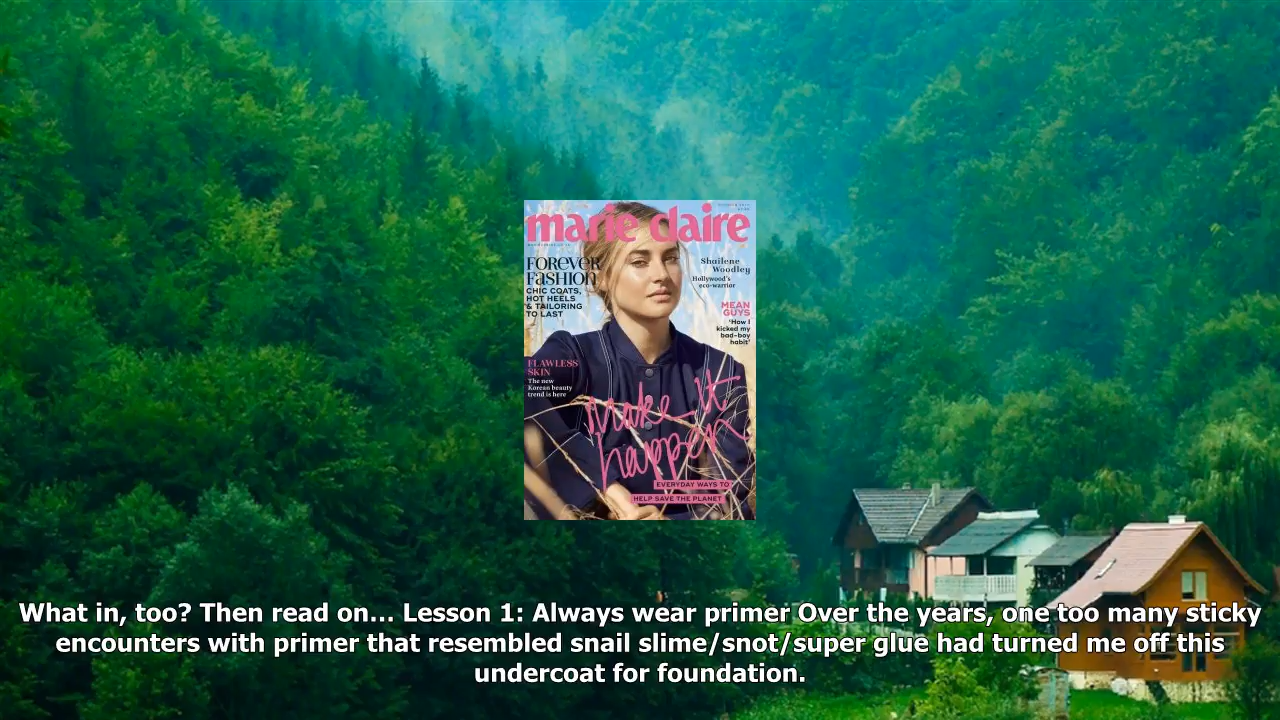 marie claire
FOREVER
FASHION
CHIC COATS,
HOT HEELS
& TAILORING
TO LAST
Shailene
Woodley
Hollywood's
eco-warrior
MEAN
GUYS
'How I
kicked my
bad-boy
habit'
FLAWLESS
SKIN
The new
Korean beauty
trend is here
Make It
happen
EVERYDAY WAYS TO
HELP SAVE THE PLANET
What in, too? Then read on... Lesson 1: Always wear primer Over the years, one too many sticky
encounters with primer that resembled snail slime/snot/super glue had turned me off this
undercoat for foundation.